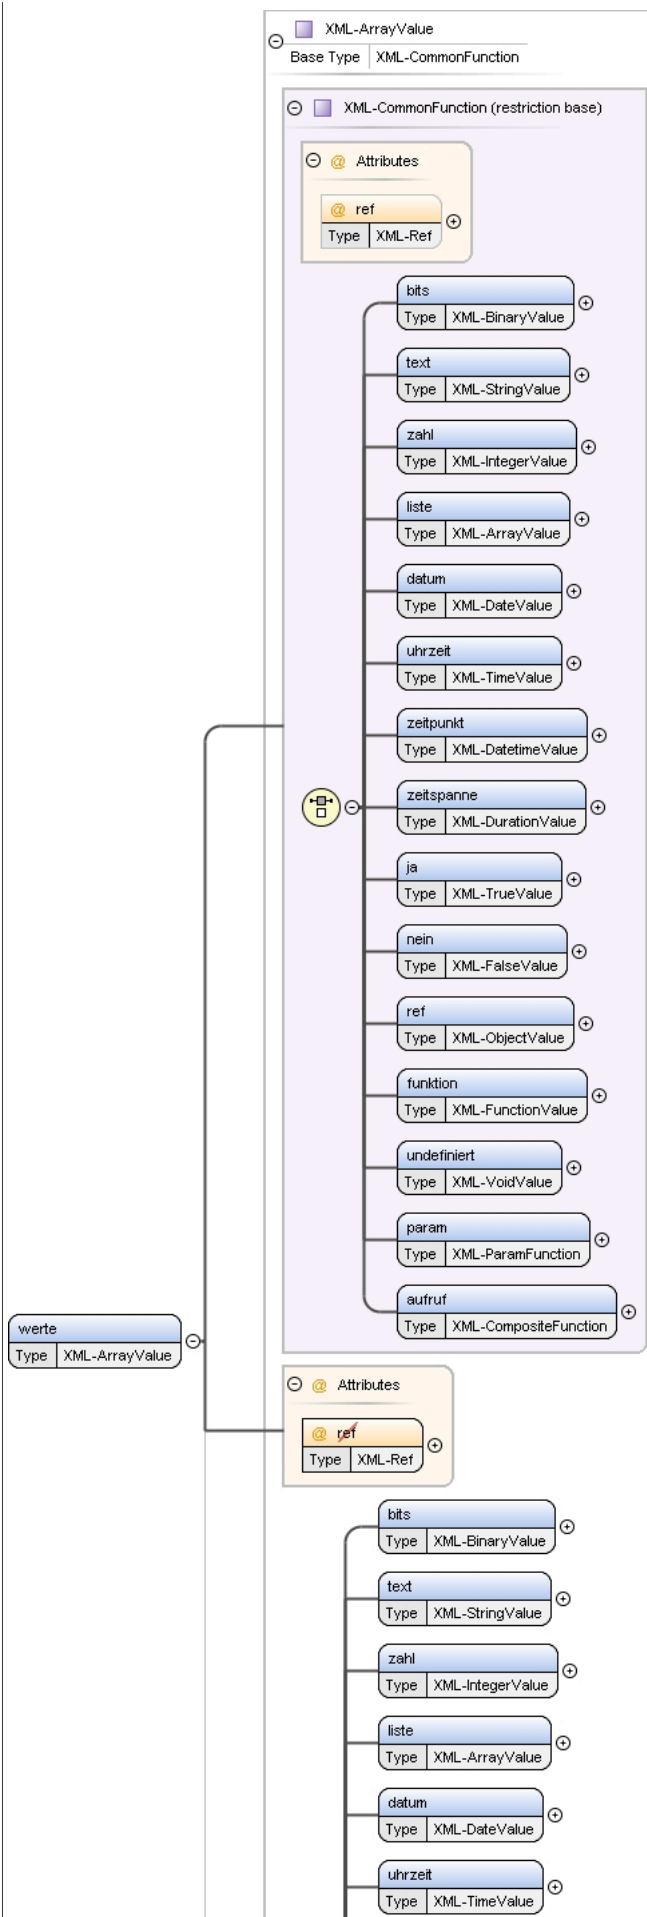 XML-ArrayValue
Base Type XML-CommonFunction
XML-CommonFunction (restriction base)
@ Attributes
@ ref
Type XML-Ref
bits
Type XML-BinaryValue
text
Type XML-StringValue
zahl
Type XML-IntegerValue
liste
Type XML-ArrayValue
datum
Type XML-DateValue
uhrzeit
Type XML-TimeValue
zeitpunkt
Type XML-DatetimeValue
zeitspanne
Type XML-DurationValue
ja
Type XML-TrueValue
nein
Type XML-FalseValue
ref
Type XML-ObjectValue
funktion
Type XML-FunctionValue
undefiniert
Type XML-VoidValue
param
Type XML-ParamFunction
aufruf
Type XML-CompositeFunction
werte
Type XML-ArrayValue
@ Attributes
@ ref
Type XML-Ref
bits
Type XML-BinaryValue
text
Type XML-StringValue
zahl
Type XML-IntegerValue
liste
Type XML-ArrayValue
datum
Type XML-DateValue
uhrzeit
Type XML-TimeValue